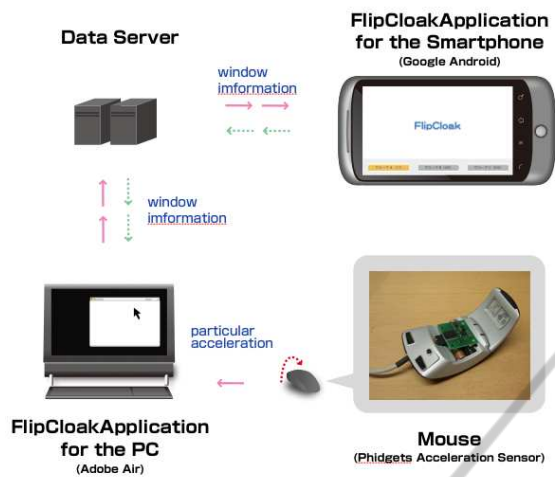 Data Server
FlipCloakApplication
for the Smartphone
(Google Android)
window
imformation
FlipCloak
window
imformation
particular
acceleration
FlipCloakApplication
for the PC
(Adobe Air)
Mouse
(Phidgets Acceleration Sensor)